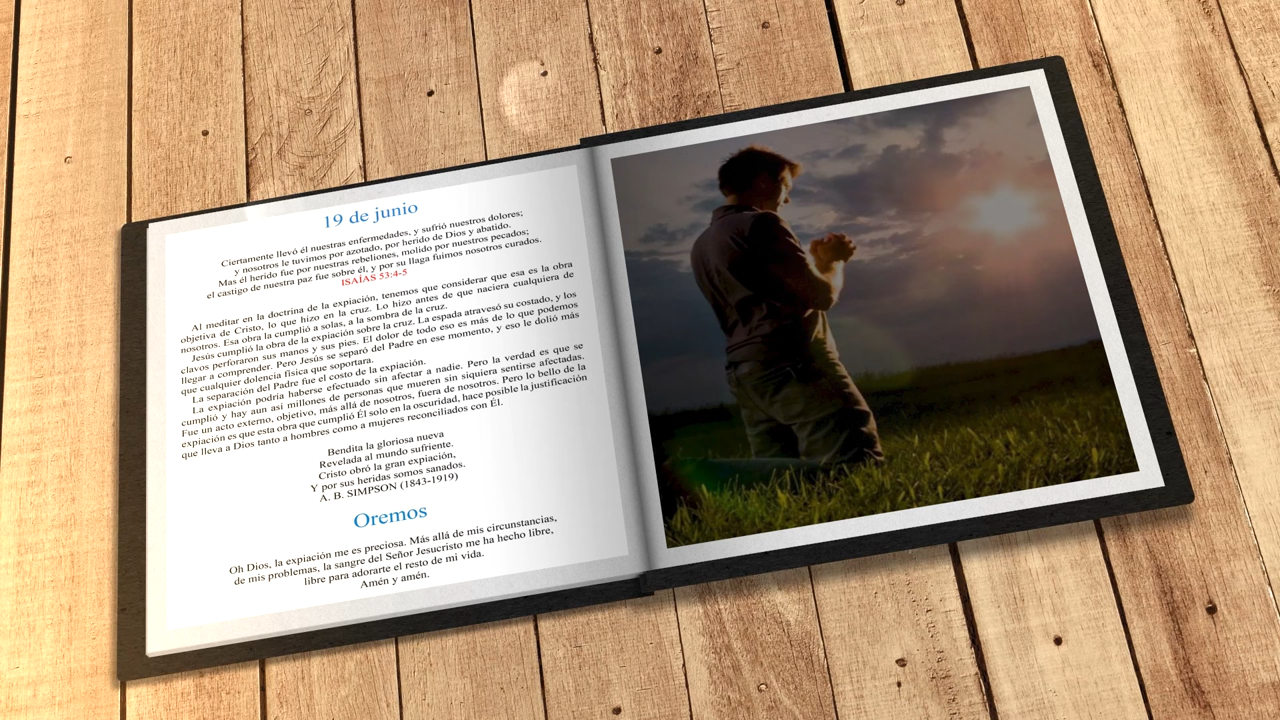 19 de junio
Ciertamente llevó él nuestras enfermedades, y sufrió nuestros dolores;
y nosotros le tuvimos por azotado, por herido de Dios y abatido.
Mas él herido fue por nuestras rebeliones, molido por nuestros pecados;
el castigo de nuestra paz fue sobre él, y por su llaga fuimos nosotros curados.
ISAÍAS 53:4-5
Al meditar en la doctrina de la expiación, tenemos que considerar que esa es la obra
objetiva de Cristo, lo que hizo en la cruz. Lo hizo antes de que naciera cualquiera de
nosotros. Esa obra la cumplió a solas, a la sombra de la cruz.
Jesús cumplió la obra de la expiación sobre la cruz. La espada atravesó su costado, y los
clavos perforaron sus manos y sus pies. El dolor de todo eso es más de lo que podemos
llegar a comprender. Pero Jesús se separó del Padre en ese momento, y eso le dolió más
que cualquier dolencia física que soportara.
La separación del Padre fue el costo de la expiación.
La expiación podría haberse efectuado sin afectar a nadie. Pero la verdad es que se
cumplió y hay aun así millones de personas que mueren sin siquiera sentirse afectadas.
Fue un acto externo, objetivo, más allá de nosotros, fuera de nosotros. Pero lo bello de la
expiación es que esta obra que cumplió Él solo en la oscuridad, hace posible la justificación
que lleva a Dios tanto a hombres como a mujeres reconciliados con Él.
Bendita la gloriosa nueva
Revelada al mundo sufriente.
Cristo obró la gran expiación,
Y por sus heridas somos sanados.
A. B. SIMPSON (1843-1919)
Oremos
Oh Dios, la expiación me es preciosa. Más allá de mis circunstancias,
de mis problemas, la sangre del Señor Jesucristo me ha hecho libre,
libre para adorarte el resto de mi vida.
Amén y amén.